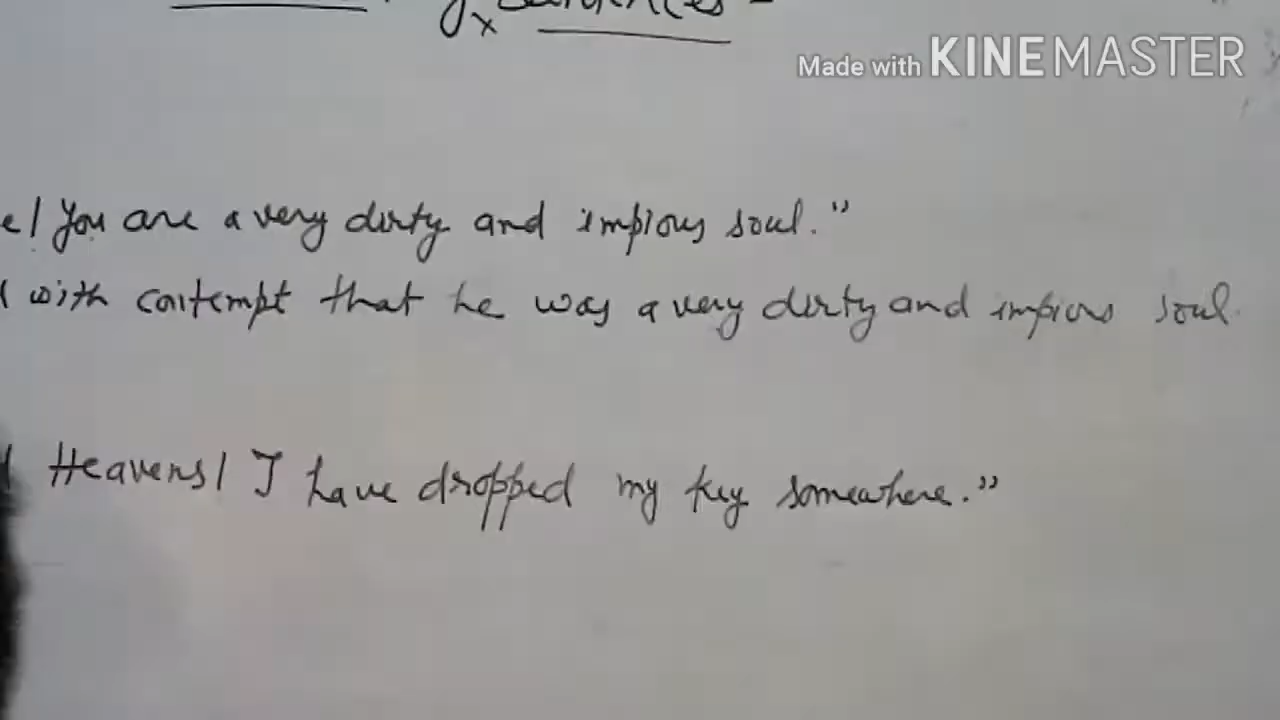 sentences -
Made with KINEMASTER
e! You are a very dirty and impious soul."
with contempt that he was a very dirty and impious soul.
Heavens! I have dropped my key somewhere."